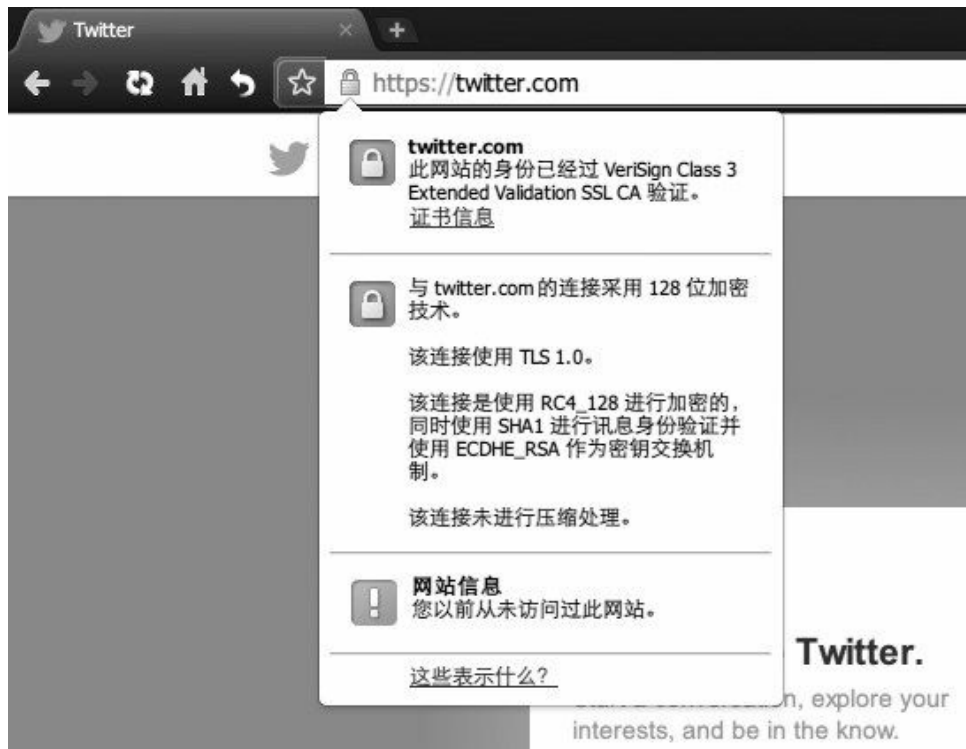 Twitter
https://twitter.com
twitter.com
此网站的身份已经过 VeriSign Class 3
Extended Validation SSL CA 验证。
证书信息
与 twitter.com 的连接采用 128 位加密
技术。
该连接使用 TLS 1.0。
该连接是使用 RC4_128 进行加密的，
同时使用 SHA1 进行讯息身份验证并
使用 ECDHE_RSA 作为密钥交换机
制。
该连接未进行压缩处理。
网站信息
您以前从未访问过此网站。
这些表示什么？
Twitter.
explore your
interests, and be in the know.